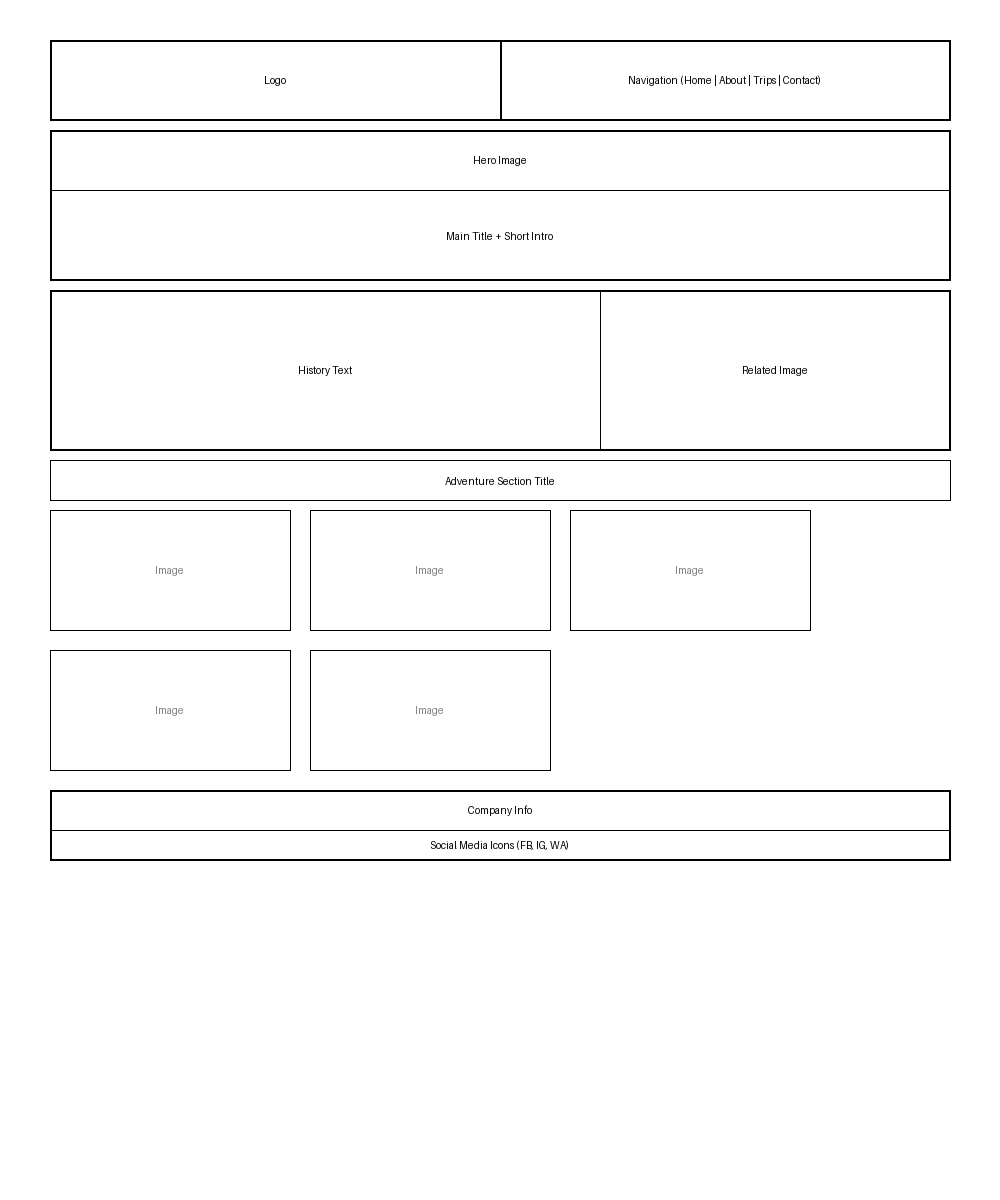 Logo
Navigation (Home | About | Trips | Contact)
Hero Image
Main Title + Short Intro
History Text
Related Image
Adventure Section Title
Image
Image
Image
Image
Image
Company Info
Social Media Icons (FB, IG, WA)